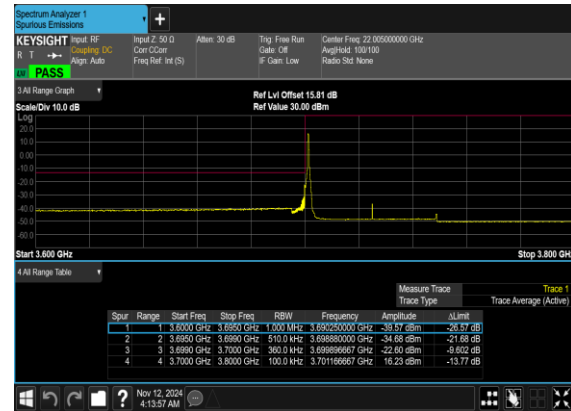 Spectrum Analyzer 1
Spurious Emissions
KEYSIGHT Input: RF Input Z: 50 Ω Atten: 30 dB Trig: Free Run Center Freq: 22.005000000 GHz
R T Coupling: DC Corr CCorr Gate: Off Avg|Hold: 100/100
Align: Auto Freq Ref: Int (S) IF Gain: Low Radio Std: None
PASS
3 All Range Graph
Ref Lvl Offset 15.81 dB
Scale/Div 10.0 dB Ref Value 30.00 dBm
Log
20.0
10.0
0.00
-10.0
-20.0
-30.0
-40.0
-50.0
-60.0
Start 3.600 GHz Stop 3.800 GH
4 All Range Table
Measure Trace Trace 1
Trace Type Trace Average (Active)
Spur Range Start Freq Stop Freq RBW Frequency Amplitude ΔLimit
1 1 3.6000 GHz 3.6950 GHz 1.000 MHz 3.690250000 GHz -39.57 dBm -26.57 dB
2 2 3.6950 GHz 3.6990 GHz 510.0 kHz 3.698880000 GHz -34.68 dBm -21.68 dB
3 3 3.6990 GHz 3.7000 GHz 360.0 kHz 3.699896667 GHz -22.60 dBm -9.602 dB
4 4 3.7000 GHz 3.8000 GHz 100.0 kHz 3.701166667 GHz 16.23 dBm -13.77 dB
Nov 12, 2024
4:13:57 AM